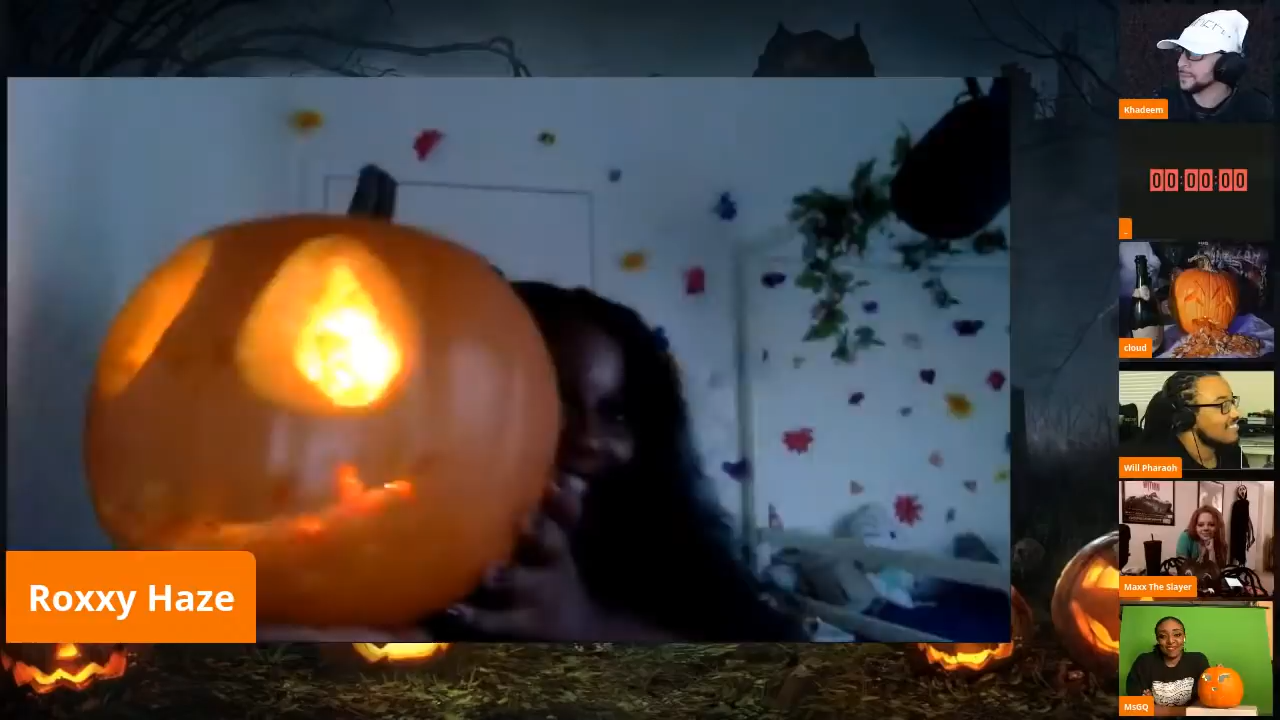 Roxxy Haze
Khadeem
00:00:00
-
cloud
Will Pharaoh
Maxx The Slayer
MsGQ